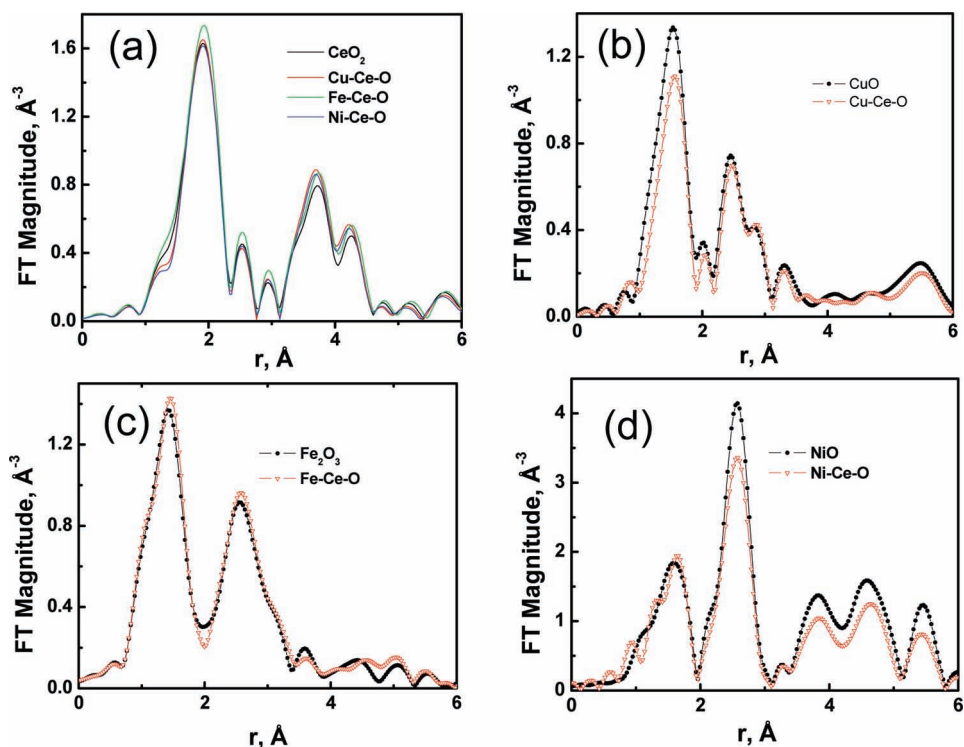 (a)
CeO2
Cu-Ce-O
Fe-Ce-O
Ni-Ce-O
FT Magnitude, Å-3
1.6
1.2
0.8
0.4
0.0
0 2 4 6
r, Å
(b)
CuO
Cu-Ce-O
FT Magnitude, Å-3
1.2
0.8
0.4
0.0
0 2 4 6
r, Å
(c)
Fe2O3
Fe-Ce-O
FT Magnitude, Å-3
1.2
0.8
0.4
0.0
0 2 4 6
r, Å
(d)
NiO
Ni-Ce-O
FT Magnitude, Å-3
4
3
2
1
0
0 2 4 6
r, Å